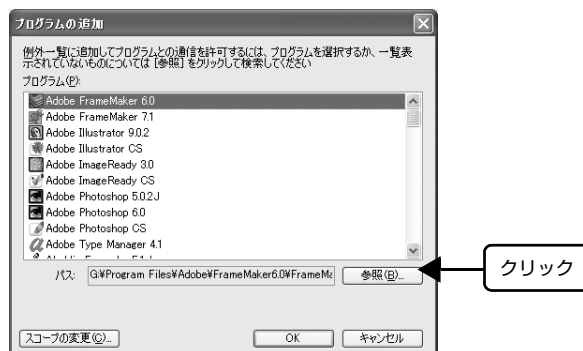 プログラムの追加
例外一覧に追加してプログラムとの通信を許可するには、プログラムを選択するか、一覧表
示されていないものについては [参照] をクリックして検索してください
プログラム(P):
Adobe FrameMaker 6.0
Adobe FrameMaker 7.1
Adobe Illustrator 9.0.2
Adobe Illustrator CS
Adobe ImageReady 3.0
Adobe ImageReady CS
Adobe Photoshop 5.0.2J
Adobe Photoshop 6.0
Adobe Photoshop CS
Adobe Type Manager 4.1
パス: G:¥Program Files¥Adobe¥FrameMaker6.0¥FrameMa 参照(B)... クリック
スコープの変更(C)... OK キャンセル